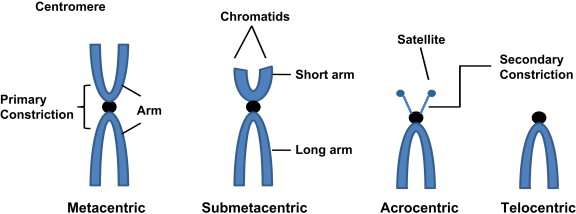 Centromere
Chromatids
Satellite
Secondary
Constriction
Short arm
Primary
Constriction
Arm
Long arm
Metacentric
Submetacentric
Acrocentric
Telocentric